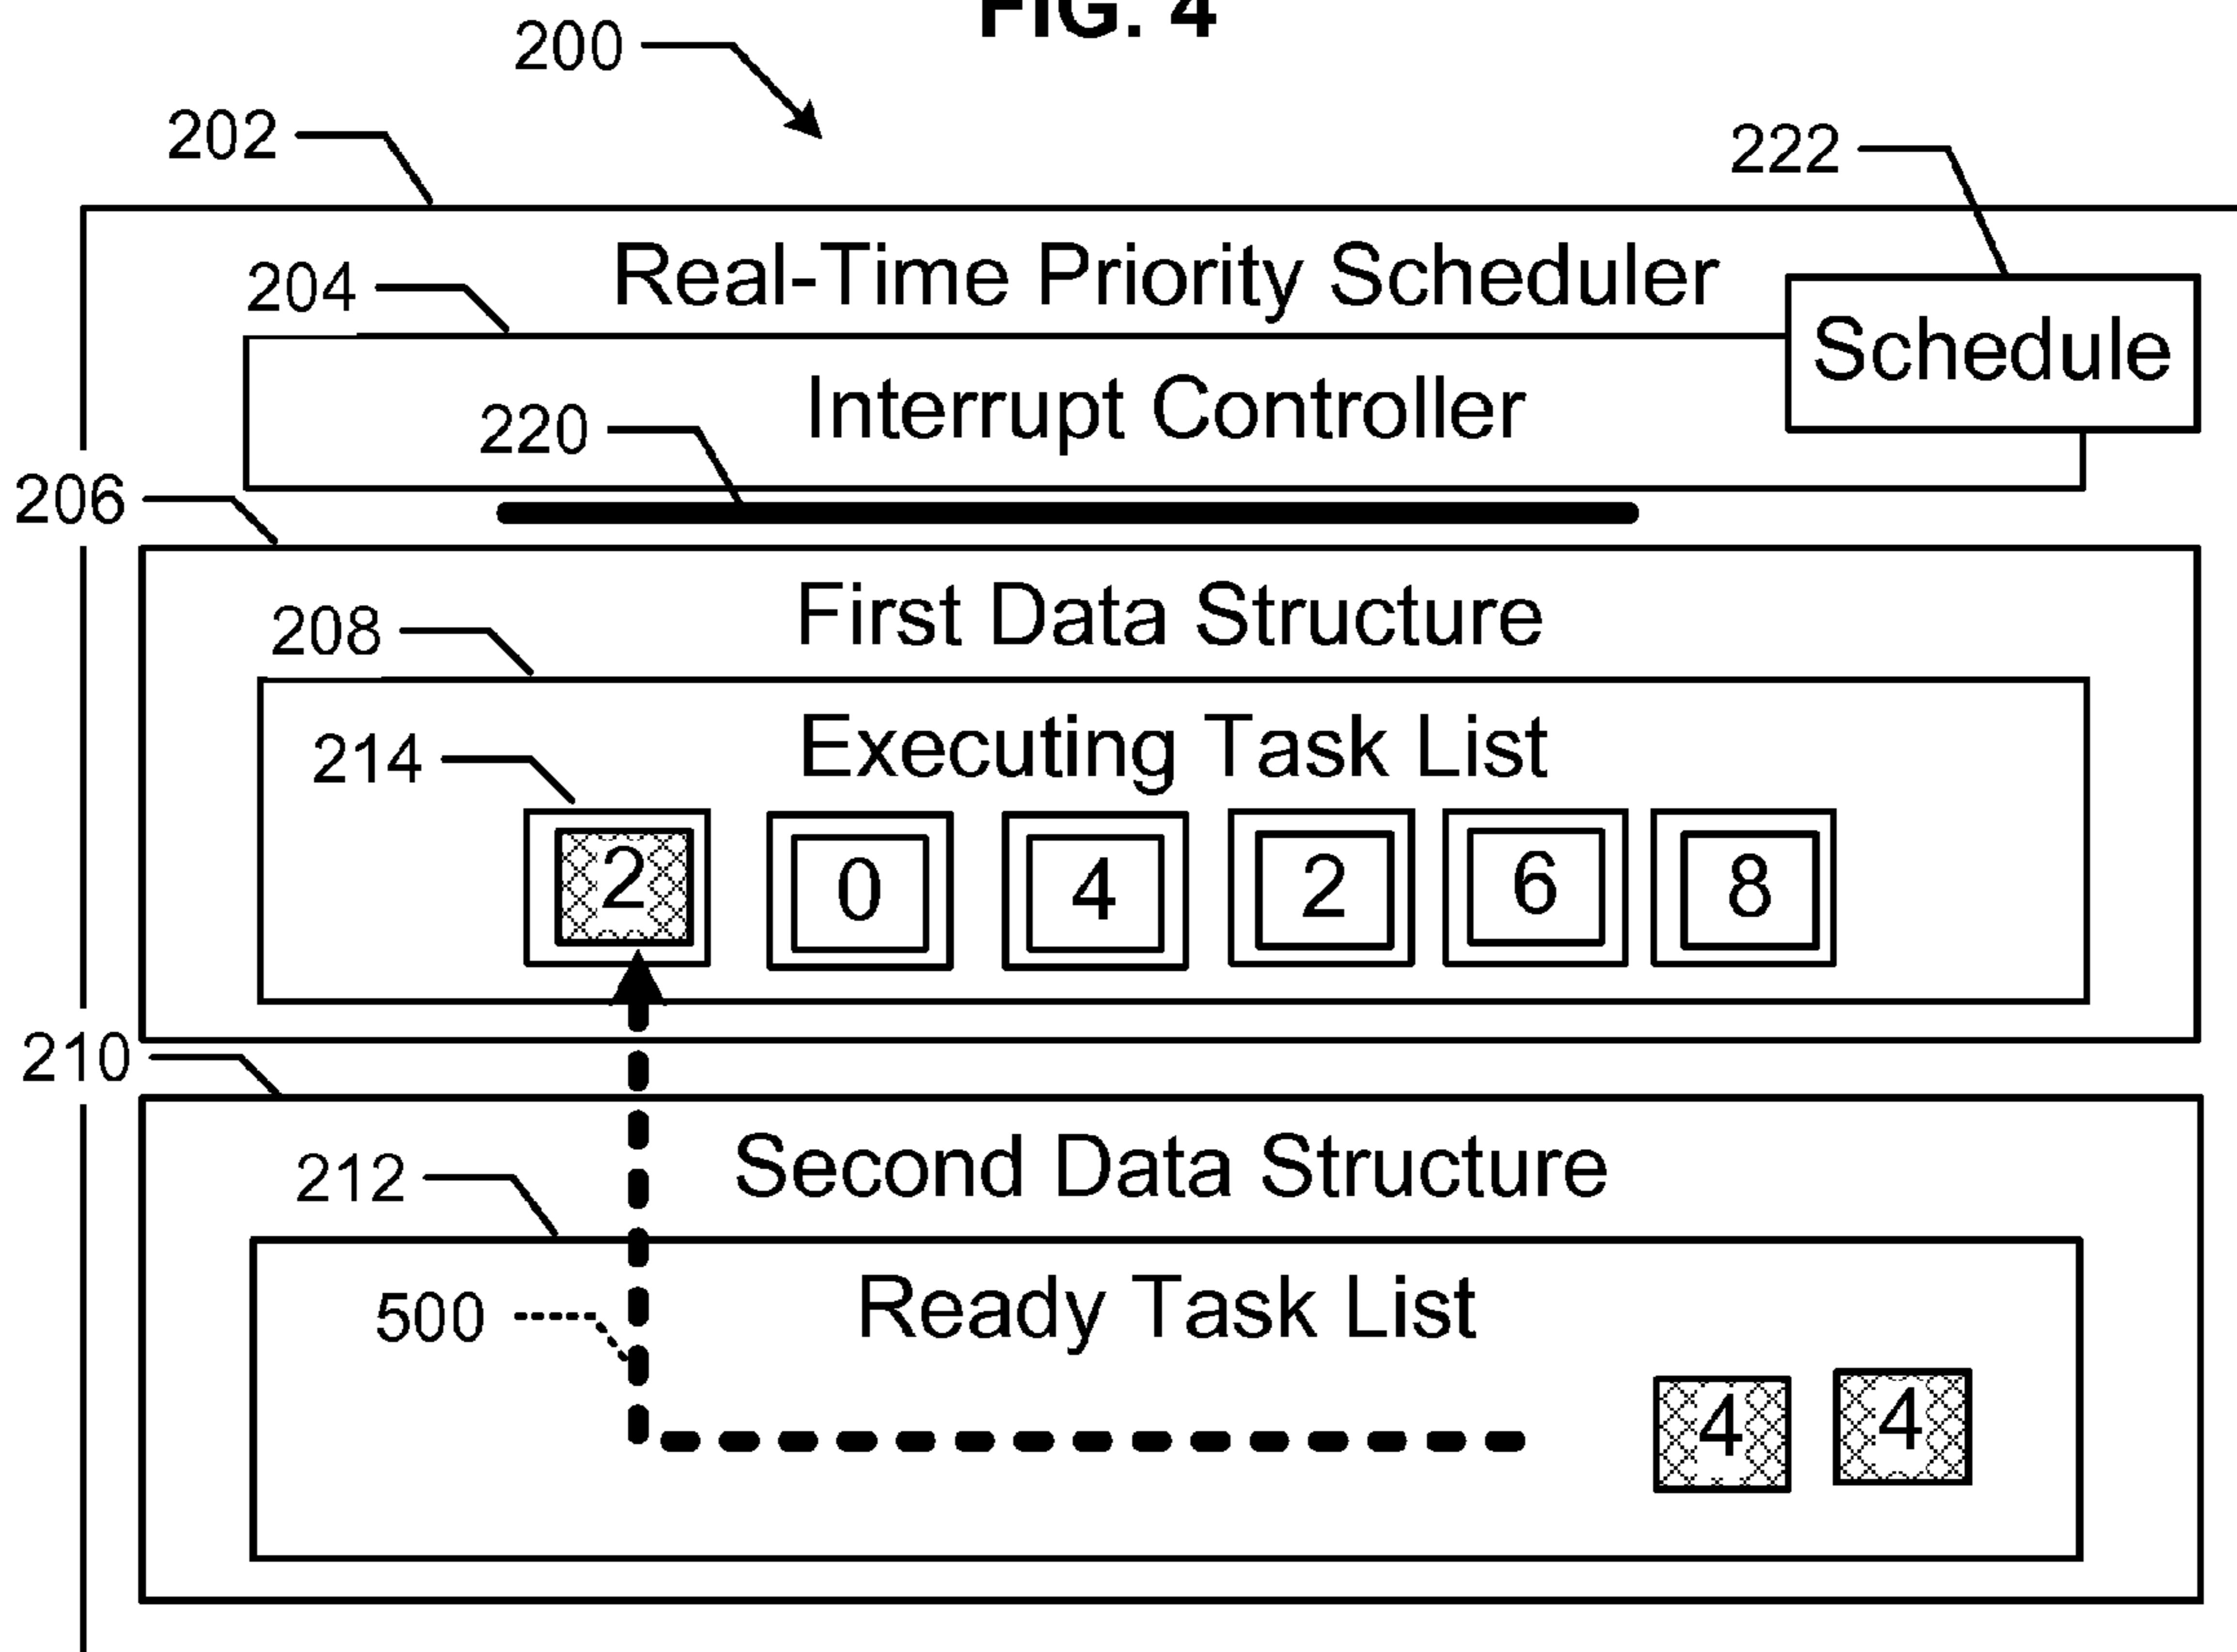 FIG. 4
200
202
222
Real-Time Priority Scheduler
204
Schedule
Interrupt Controller
220
206
First Data Structure
208
Executing Task List
214
2 0 4 2 6 8
210
Second Data Structure
212
Ready Task List
500
4 4